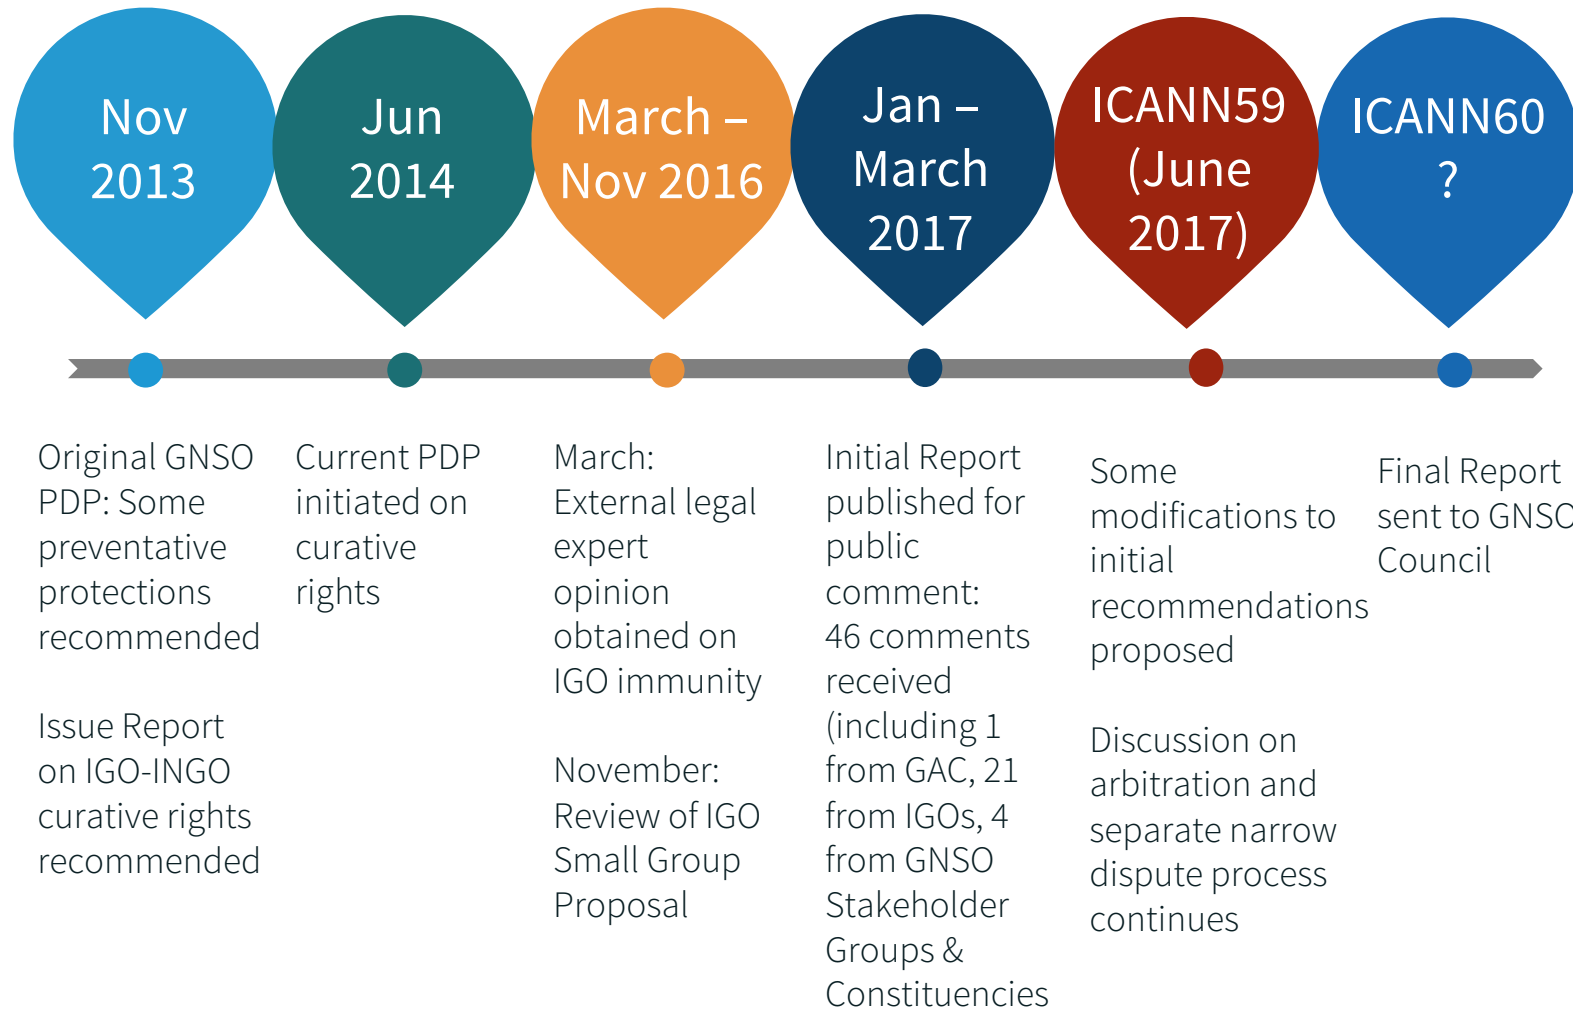 Nov
2013
Jun
2014
March –
Nov 2016
Jan –
March
2017
ICANN59
(June
2017)
ICANN60
?
Original GNSO
PDP: Some
preventative
protections
recommended
Issue Report
on IGO-INGO
curative rights
recommended
Current PDP
initiated on
curative
rights
March:
External legal
expert
opinion
obtained on
IGO immunity
November:
Review of IGO
Small Group
Proposal
Initial Report
published for
public
comment:
46 comments
received
(including 1
from GAC, 21
from IGOs, 4
from GNSO
Stakeholder
Groups &
Constituencies
Some
modifications to
initial
recommendations
proposed
Discussion on
arbitration and
separate narrow
dispute process
continues
Final Report
sent to GNSO
Council